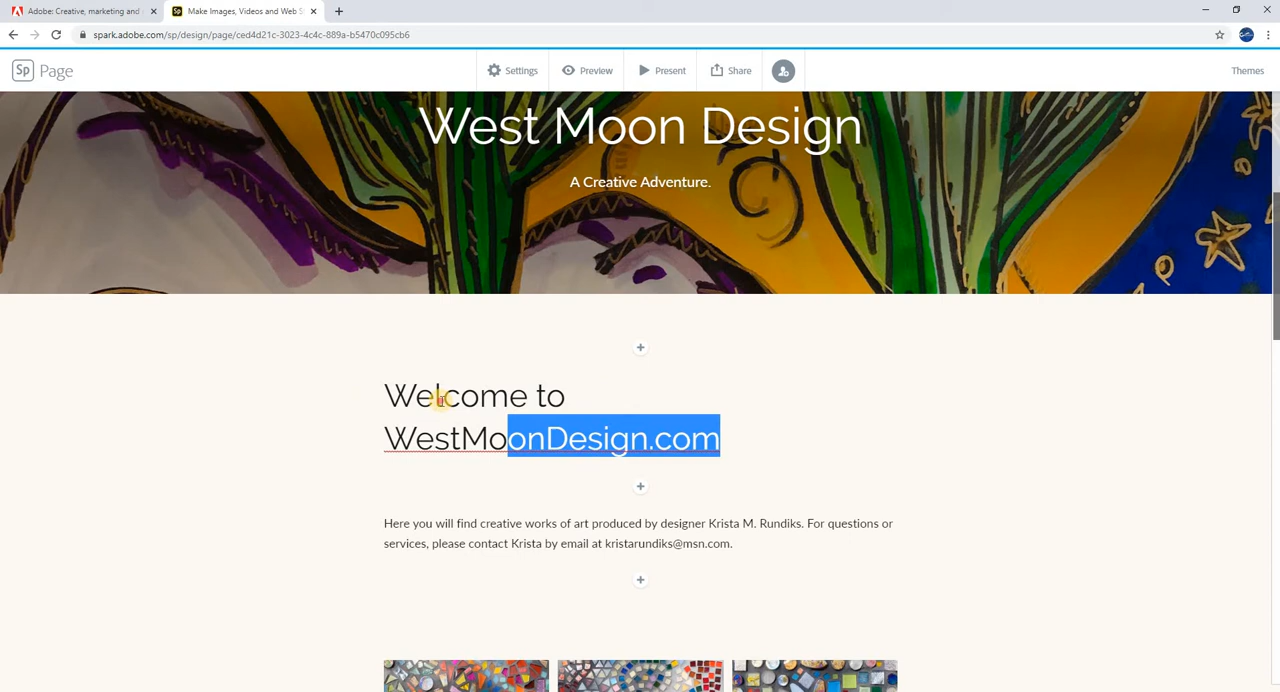 Adobe: Creative, marketing and
Make Images, Videos and Web S
spark.adobe.com/sp/design/page/ced4d21c-3023-4c4c-889a-b5470c095cb6
Sp Page
Settings
Preview
Present
Share
Themes
West Moon Design
A Creative Adventure.
Welcome to
WestMoonDesign.com
Here you will find creative works of art produced by designer Krista M. Rundiks. For questions or
services, please contact Krista by email at kristarundiks@msn.com.